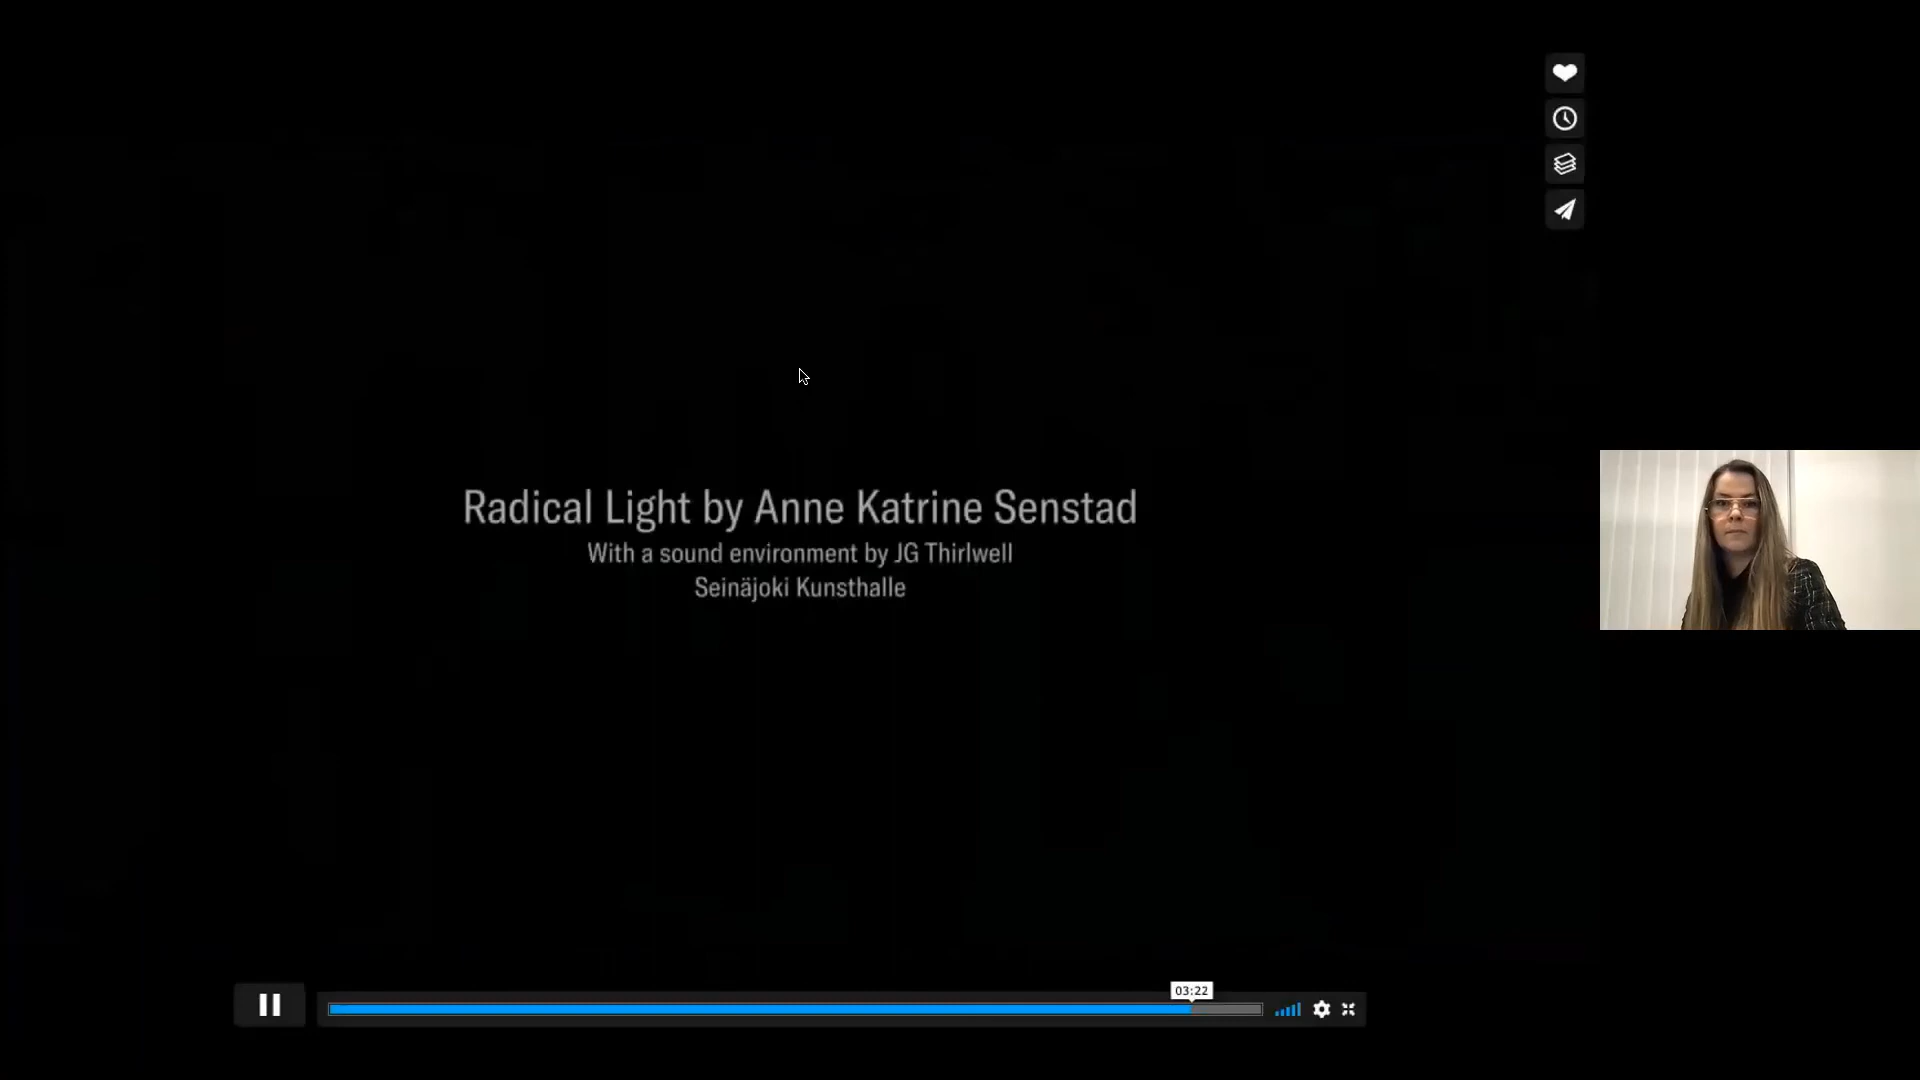 Radical Light by Anne Katrine Senstad
With a sound environment by JG Thirlwell
Seinäjoki Kunsthalle
03:22